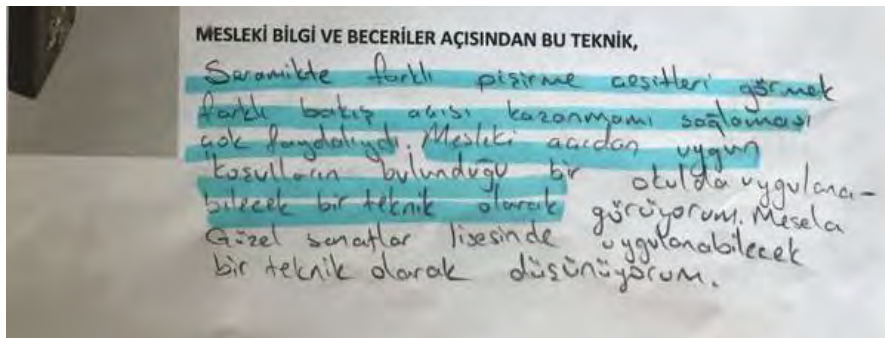 MESLEKİ BİLGİ VE BECERİLER AÇISINDAN BU TEKNİK,
Seramikte farklı pişirme çeşitleri görmek
farklı bakış açısı kazanmamı sağlaması
çok faydalıydı. Mesleki açıdan uygun
koşulların bulunduğu bir okulda uygulana-
bilecek bir teknik olarak görüyorum. Mesela
Güzel sanatlar lisesinde uygulanabilecek
bir teknik olarak düşünüyorum.